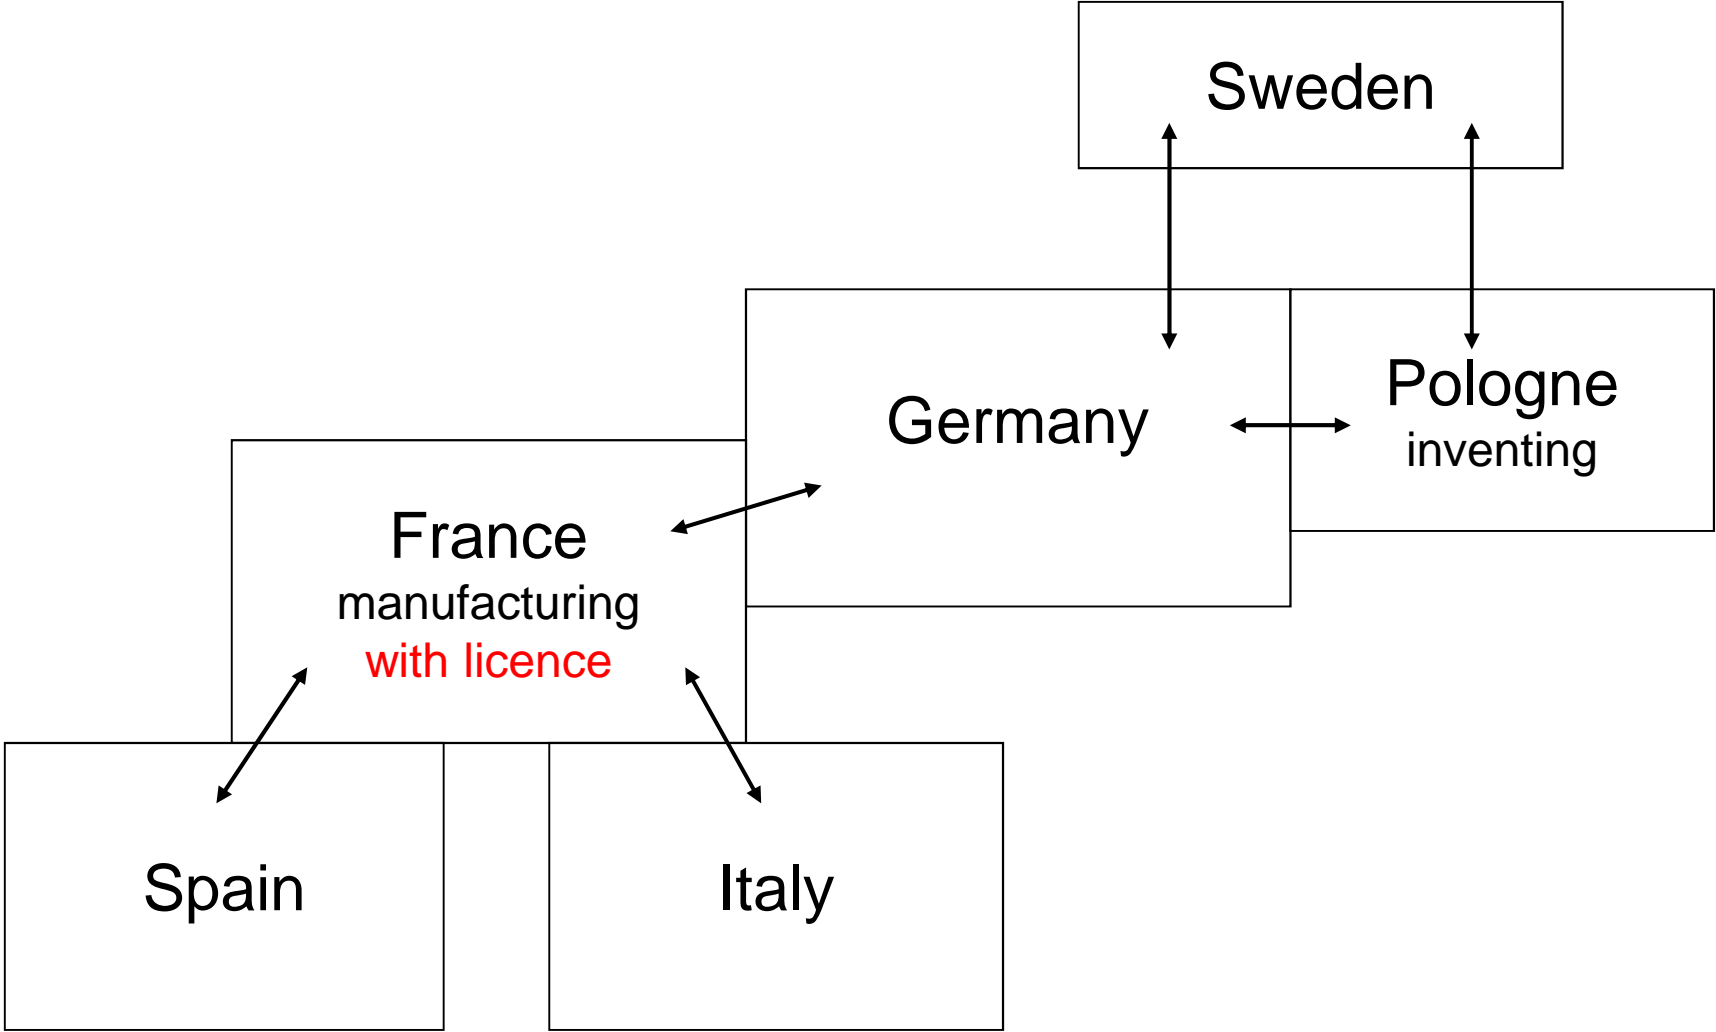 Sweden
Germany
Pologne
inventing
France
manufacturing
with licence
Spain
Italy